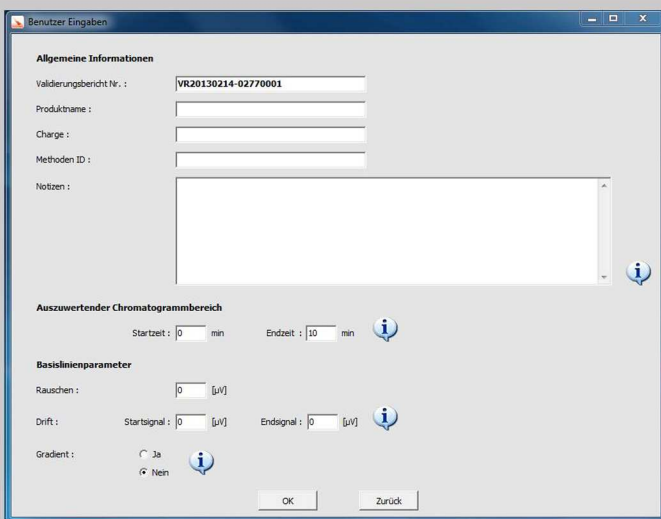 Benutzer Eingaben
Allgemeine Informationen
Validierungsbericht Nr. : VR20130214-02770001
Produktname :
Charge :
Methoden ID :
Notizen :
Auszuwertender Chromatogrammbereich
Startzeit : 0 min Endzeit : 10 min
Basislinienparameter
Rauschen : 0 [µV]
Drift : Startsignal : 0 [µV] Endsignal : 0 [µV]
Gradient : Ja
Nein
OK Zurück